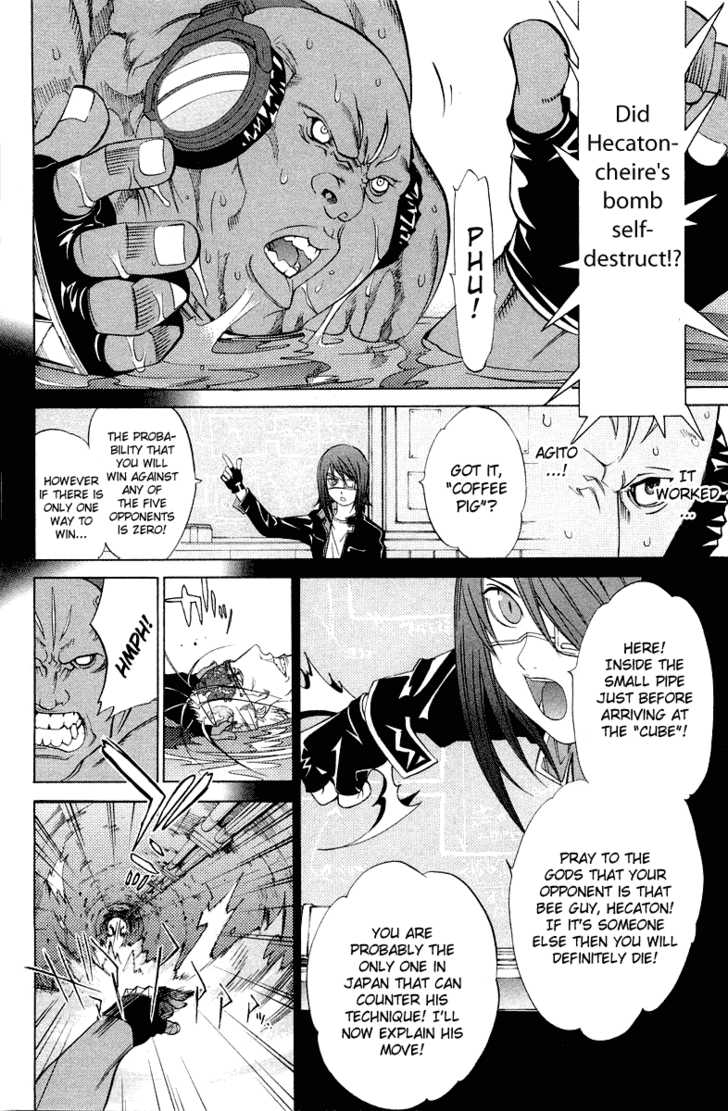 Did
Hecaton-
cheire's
bomb
self-
destruct!?
PHU!
IT
WORKED
...
AGITO
...!
GOT IT,
"COFFEE
PIG"?
THE PROBA-
BILITY THAT
YOU WILL
WIN AGAINST
ANY OF
THE FIVE
OPPONENTS
IS ZERO!
HOWEVER
IF THERE IS
ONLY ONE
WAY TO
WIN...
HERE!
INSIDE THE
SMALL PIPE
JUST BEFORE
ARRIVING AT
THE "CUBE"!
PRAY TO THE
GODS THAT YOUR
OPPONENT IS THAT
BEE GUY, HECATON!
IF IT'S SOMEONE
ELSE THEN YOU WILL
DEFINITELY DIE!
YOU ARE
PROBABLY THE
ONLY ONE IN
JAPAN THAT CAN
COUNTER HIS
TECHNIQUE! I'LL
NOW EXPLAIN HIS
MOVE!
HMPH!